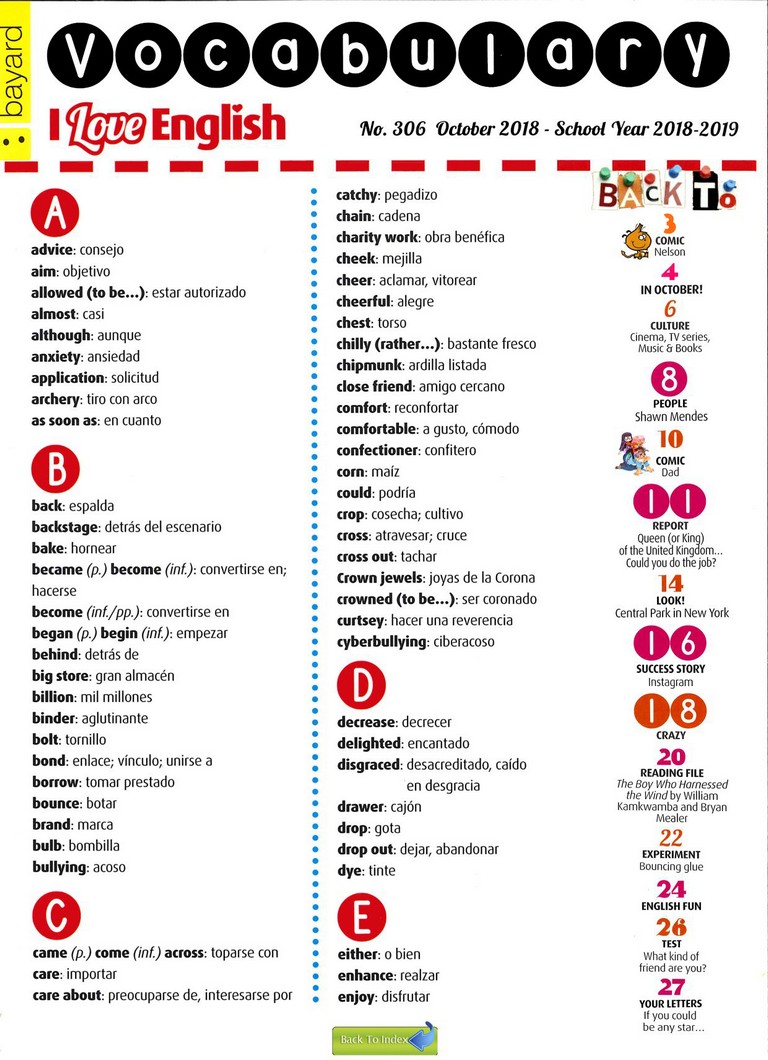 bayard
Vocabulary
I Love English
No. 306 October 2018 - School Year 2018-2019
A
advice: consejo
aim: objetivo
allowed (to be...): estar autorizado
almost: casi
although: aunque
anxiety: ansiedad
application: solicitud
archery: tiro con arco
as soon as: en cuanto
B
back: espalda
backstage: detrás del escenario
bake: hornear
became (p.) become (inf.): convertirse en;
hacerse
become (inf./pp.): convertirse en
began (p.) begin (inf.): empezar
behind: detrás de
big store: gran almacén
billion: mil millones
binder: aglutinante
bolt: tornillo
bond: enlace; vínculo; unirse a
borrow: tomar prestado
bounce: botar
brand: marca
bulb: bombilla
bullying: acoso
C
came (p.) come (inf.) across: toparse con
care: importar
care about: preocuparse de, interesarse por
catchy: pegadizo
chain: cadena
charity work: obra benéfica
cheek: mejilla
cheer: aclamar, vitorear
cheerful: alegre
chest: torso
chilly (rather...): bastante fresco
chipmunk: ardilla listada
close friend: amigo cercano
comfort: reconfortar
comfortable: a gusto, cómodo
confectioner: confitero
corn: maíz
could: podría
crop: cosecha; cultivo
cross: atravesar; cruce
cross out: tachar
Crown jewels: joyas de la Corona
crowned (to be...): ser coronado
curtsey: hacer una reverencia
cyberbullying: ciberacoso
D
decrease: decrecer
delighted: encantado
disgraced: desacreditado, caído
en desgracia
drawer: cajón
drop: gota
drop out: dejar, abandonar
dye: tinte
E
either: o bien
enhance: realzar
enjoy: disfrutar
BACK To
3
COMIC
Nelson
4
IN OCTOBER!
6
CULTURE
Cinema, TV series,
Music & Books
8
PEOPLE
Shawn Mendes
10
COMIC
Dad
11
REPORT
Queen (or King)
of the United Kingdom...
Could you do the job?
14
LOOK!
Central Park in New York
16
SUCCESS STORY
Instagram
18
CRAZY
20
READING FILE
The Boy Who Harnessed
the Wind by William
Kamkwamba and Bryan
Mealer
22
EXPERIMENT
Bouncing glue
24
ENGLISH FUN
26
TEST
What kind of
friend are you?
27
YOUR LETTERS
If you could
be any star...
Back To Index